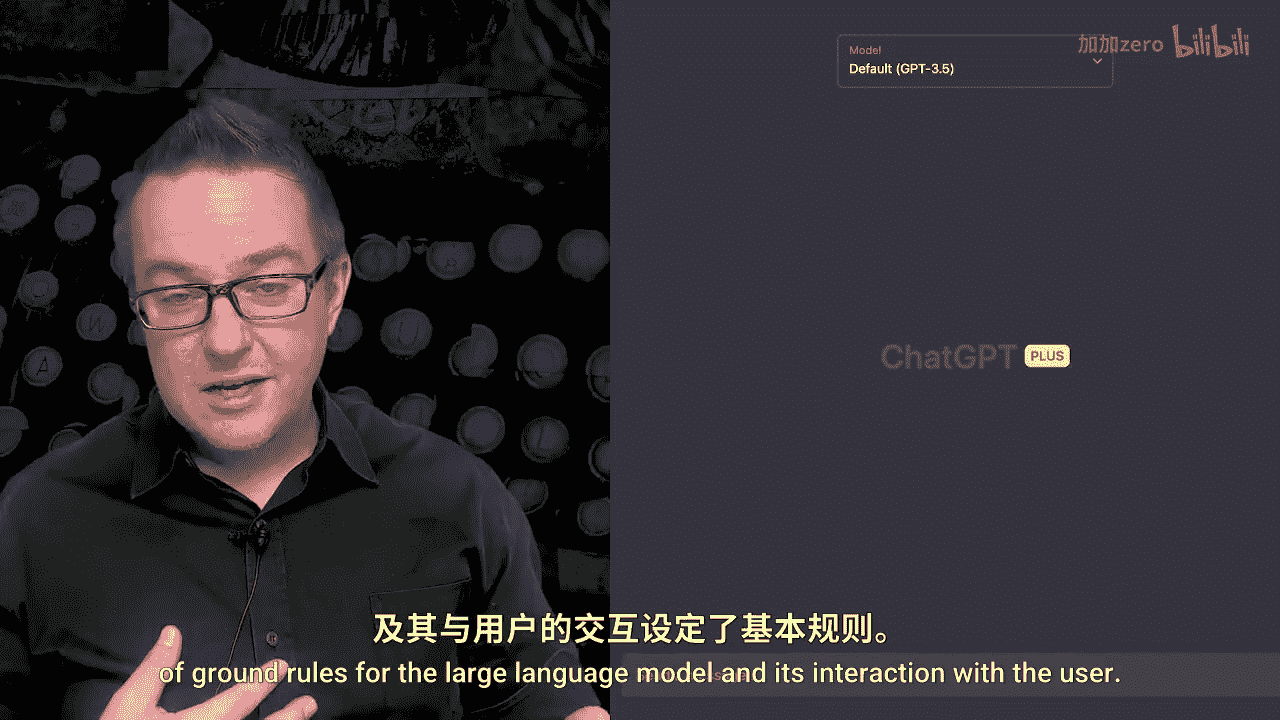 加加zero bilibili
Model
Default (GPT-3.5)
ChatGPT PLUS
及其与用户的交互设定了基本规则。
of ground rules for the large language model and its interaction with the user.